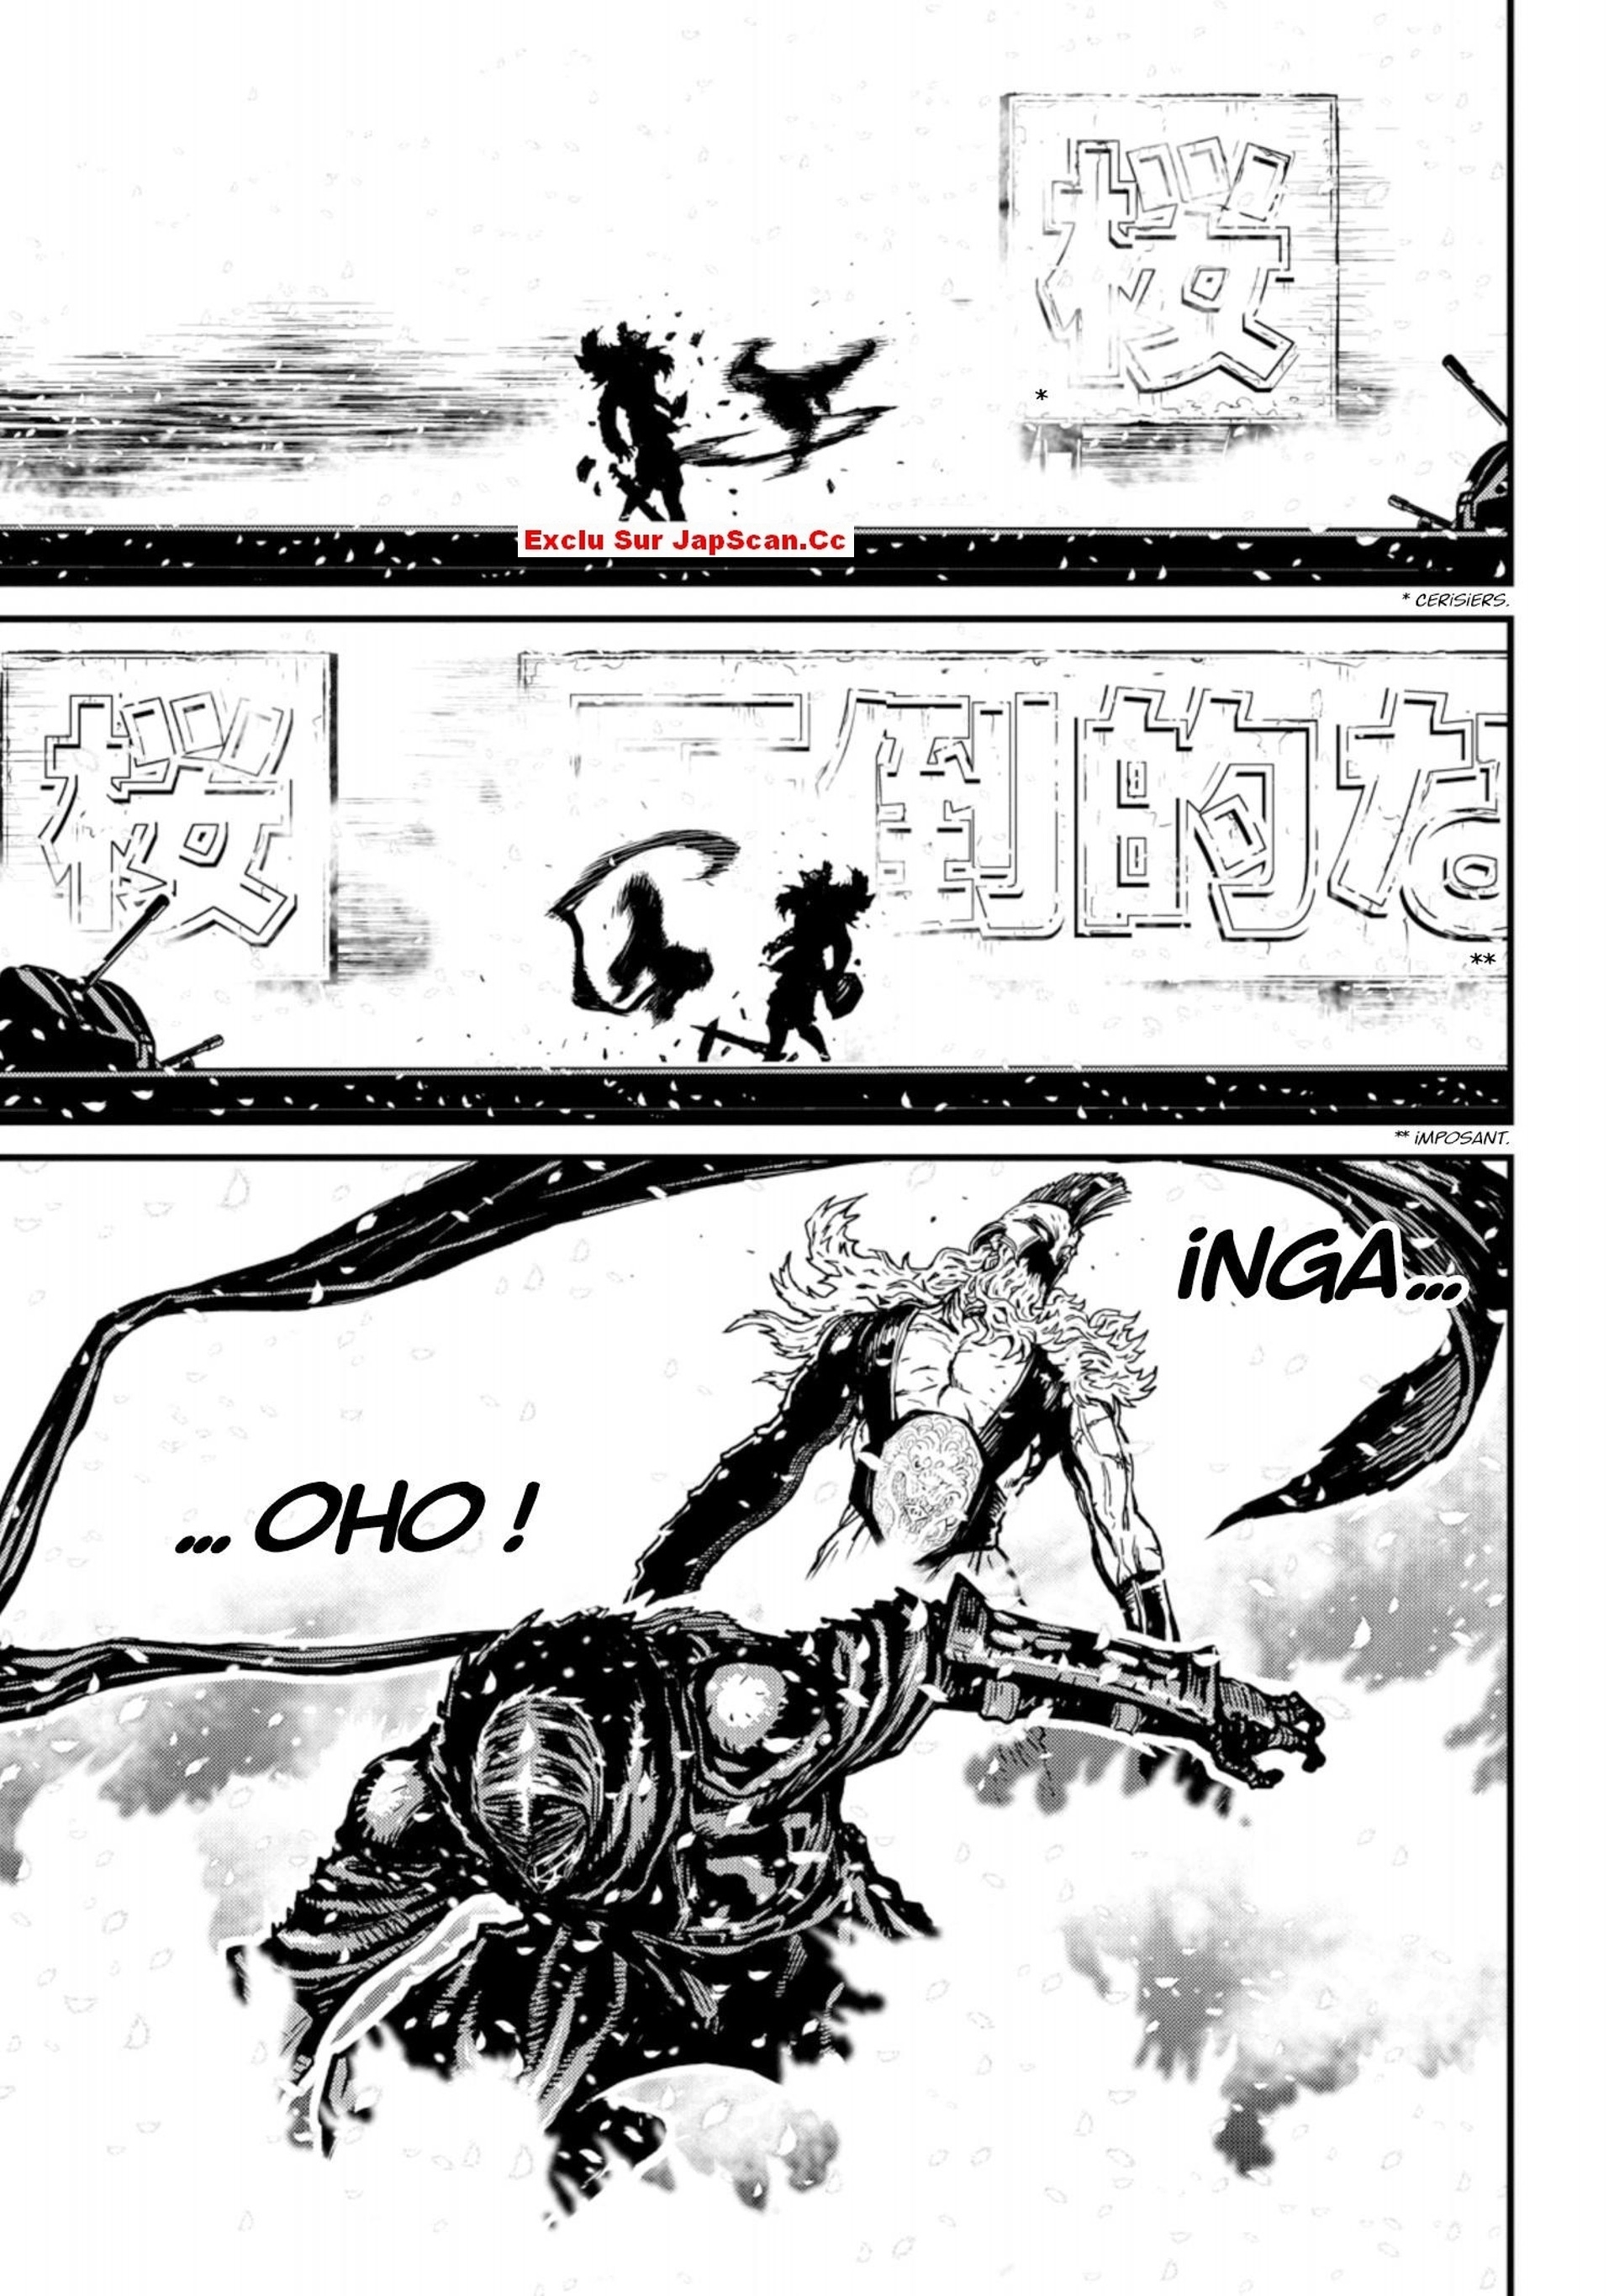 桜
*
Exclu Sur JapScan.Cc
* CERISIERS.
桜
倒的な
**
** IMPOSANT.
INGA...
...OHO !